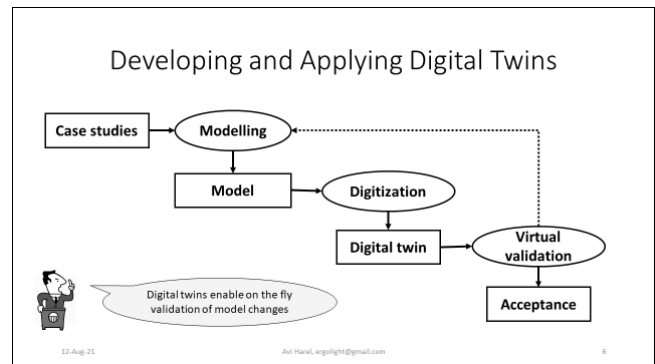 Developing and Applying Digital Twins
Case studies
Modelling
Model
Digitization
Digital twin
Virtual
validation
Acceptance
Digital twins enable on the fly
validation of model changes
12-Aug-21
Avi Harel, ergolight@gmail.com
6